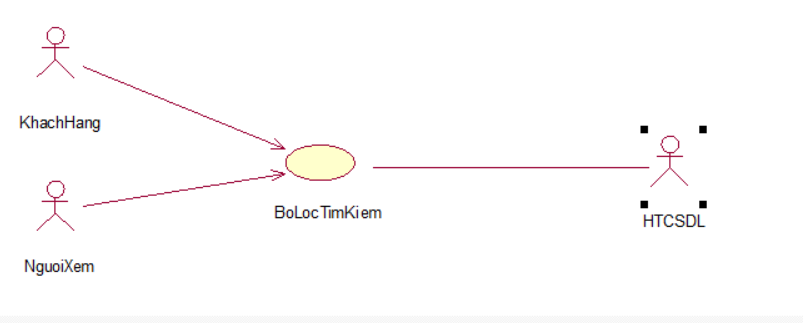 KhachHang
BoLocTimKiem
HTCSDL
NguoiXem